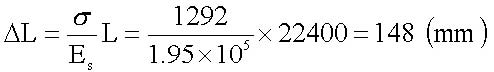 ΔL = σ/E_s L = 1292/1.95×10^5 ×22400 = 148 (mm)